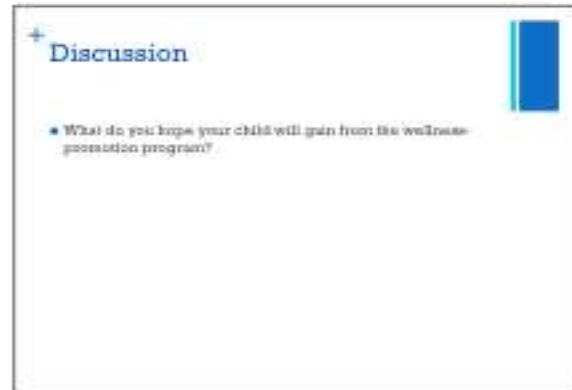 +
Discussion
What do you hope your child will gain from the wellness-
promotion program?